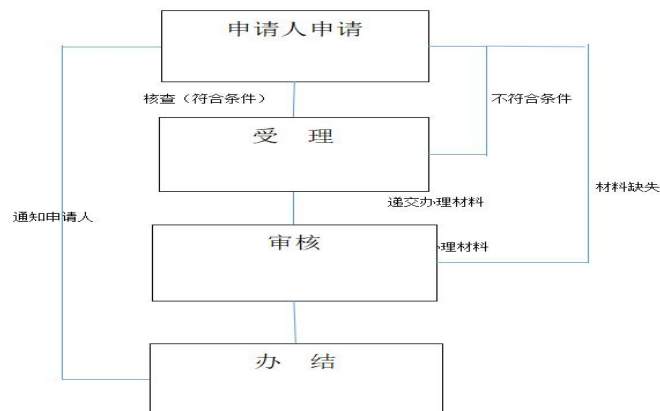 申请人申请
核查（符合条件）
不符合条件
受 理
材料缺失
递交办理材料
通知申请人
审核
理材料
办 结